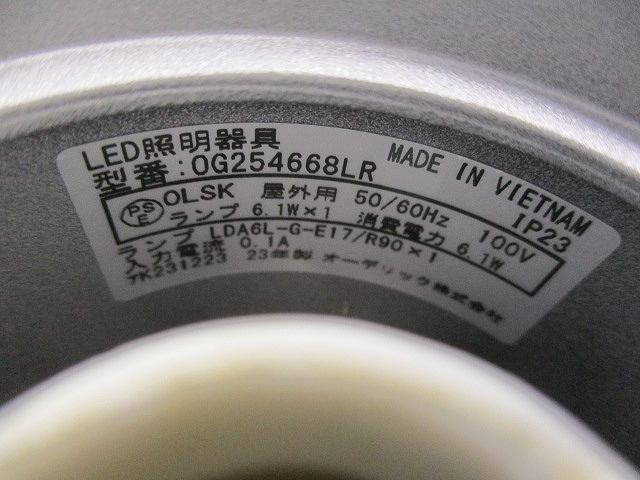 LED照明器具 MADE IN VIETNAM
型番:OG254668LR IP23
PSE OLSK 屋外用 50/60Hz 100V
ランプ 6.1W×1 消費電力 6.1W
ランプ LDA6L-G-E17/R90×1
入力電流 0.1A
7K231223 23年製 オーデリック株式会社